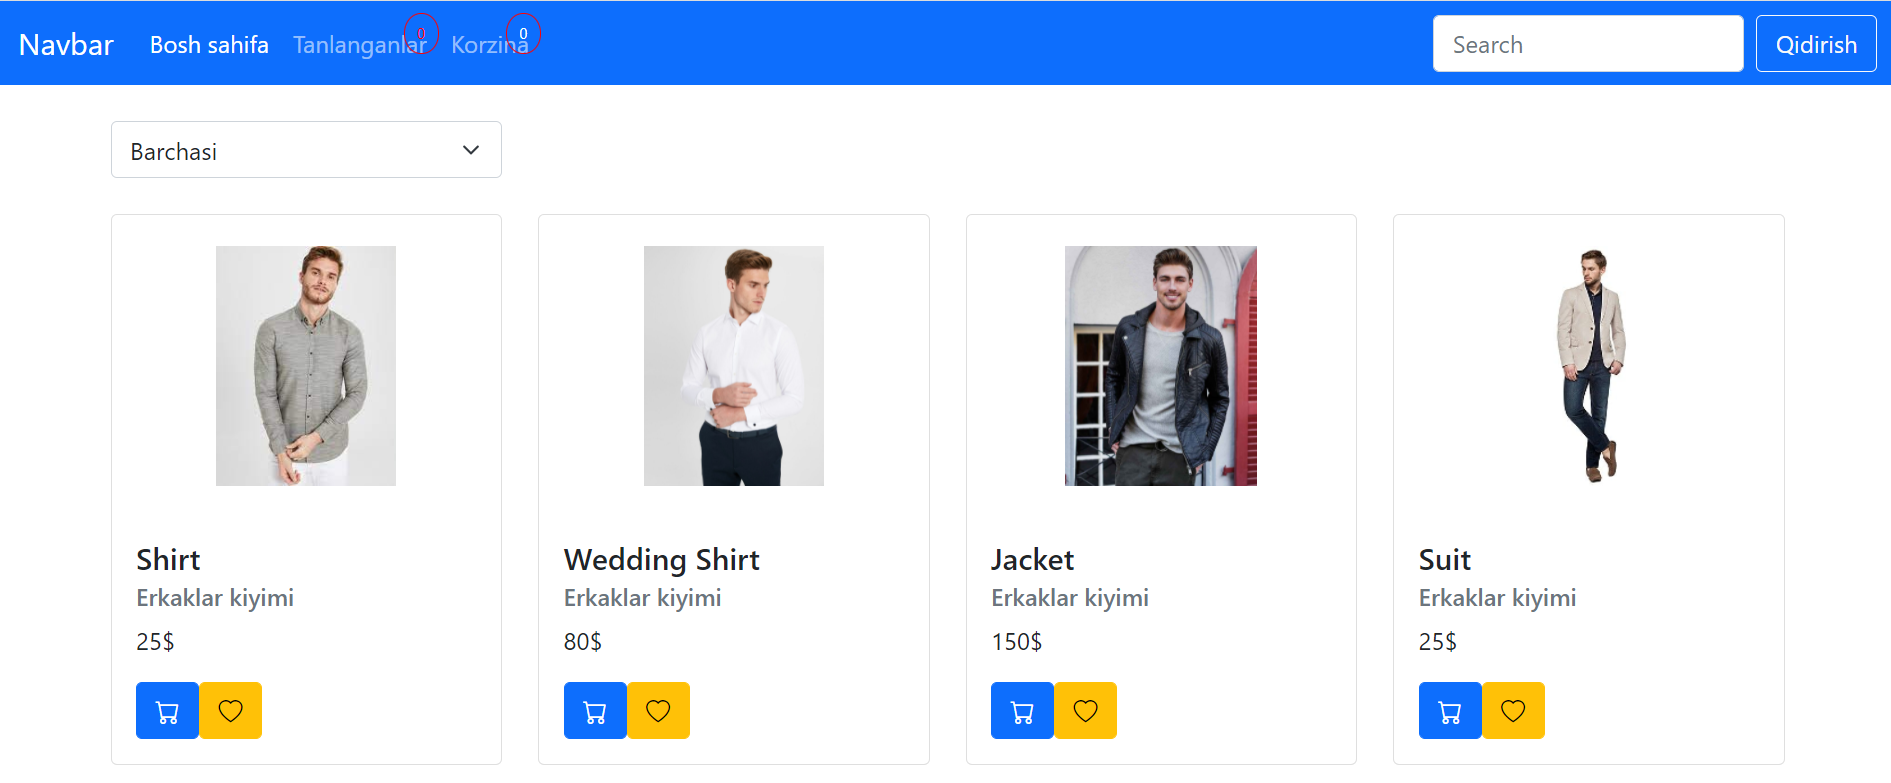 Navbar Bosh sahifa Tanlanganlar 0 Korzina 0 Search Qidirish
Barchasi
Shirt
Erkaklar kiyimi
25$
Wedding Shirt
Erkaklar kiyimi
80$
Jacket
Erkaklar kiyimi
150$
Suit
Erkaklar kiyimi
25$